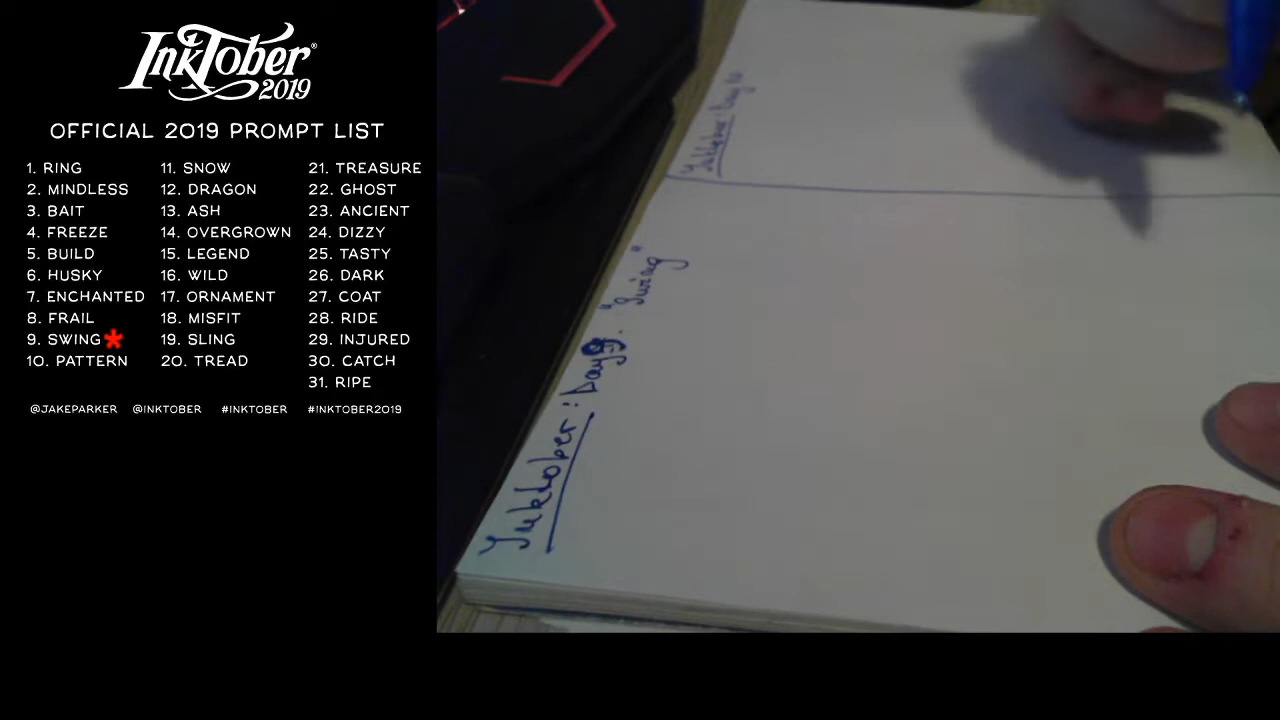 InkTober®
2019
OFFICIAL 2019 PROMPT LIST
1. RING
2. MINDLESS
3. BAIT
4. FREEZE
5. BUILD
6. HUSKY
7. ENCHANTED
8. FRAIL
9. SWING*
10. PATTERN
11. SNOW
12. DRAGON
13. ASH
14. OVERGROWN
15. LEGEND
16. WILD
17. ORNAMENT
18. MISFIT
19. SLING
20. TREAD
21. TREASURE
22. GHOST
23. ANCIENT
24. DIZZY
25. TASTY
26. DARK
27. COAT
28. RIDE
29. INJURED
30. CATCH
31. RIPE
@JAKEPARKER @INKTOBER #INKTOBER #INKTOBER2019
Inktober: Day 10
Inktober: Day 9. "Swing"